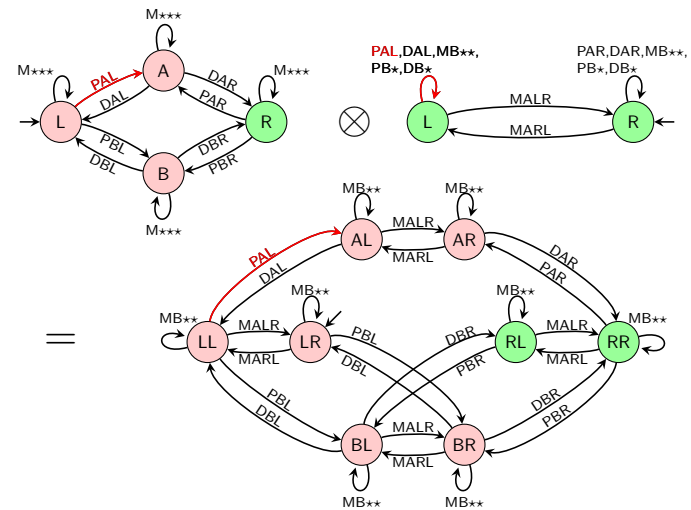 M⋆⋆⋆
M⋆⋆⋆
A
M⋆⋆⋆
PAL
DAL
DAR
PAR
L
R
PBL
DBL
DBR
PBR
B
M⋆⋆⋆
⊗
PAL,DAL,MB⋆⋆,
PB⋆,DB⋆
PAR,DAR,MB⋆⋆,
PB⋆,DB⋆
L
MALR
MARL
R
=
MB⋆⋆
MB⋆⋆
AL
MALR
MARL
AR
PAL
DAL
DAR
PAR
MB⋆⋆
MB⋆⋆
MB⋆⋆
MB⋆⋆
LL
MALR
MARL
LR
PBL
DBL
DBR
PBR
RL
MALR
MARL
RR
PBL
DBL
DBR
PBR
BL
MALR
MARL
BR
MB⋆⋆
MB⋆⋆